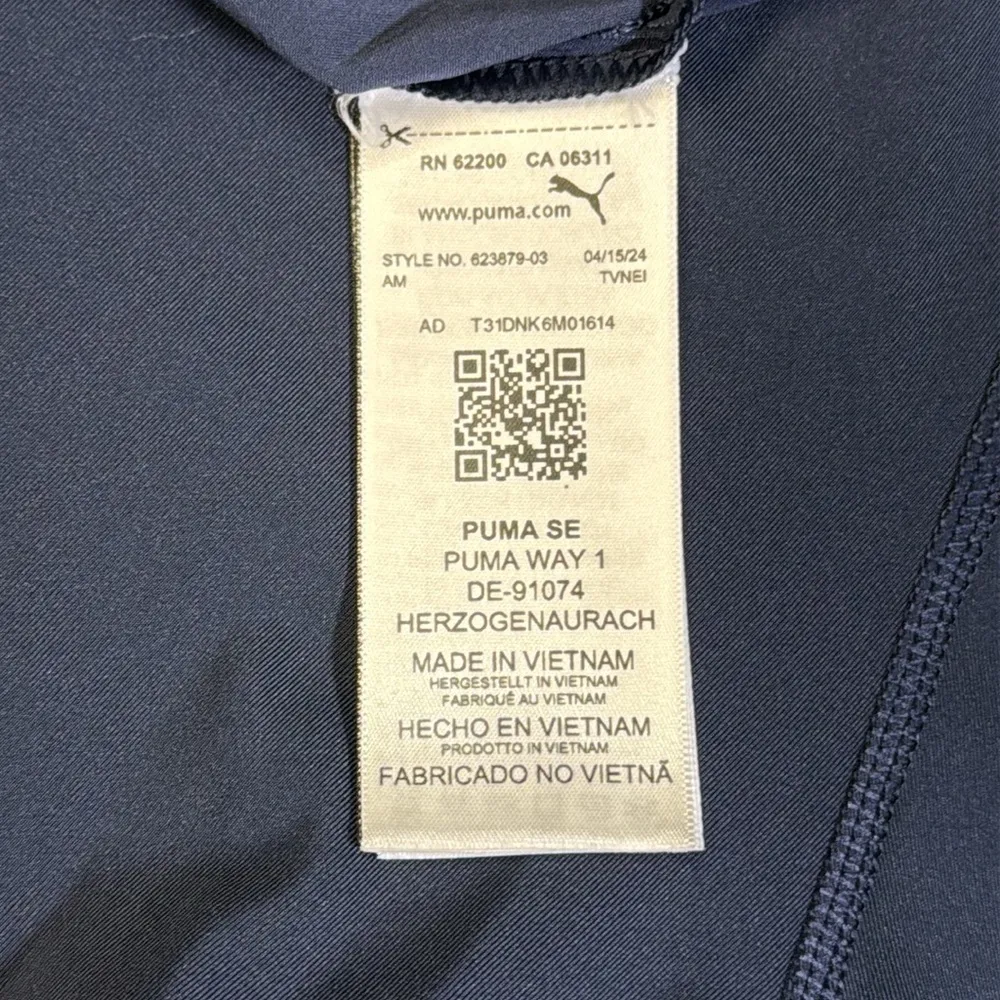 RN 62200 CA 06311
www.puma.com
STYLE NO. 623879-03 04/15/24
AM TVNEI
AD T31DNK6M01614
PUMA SE
PUMA WAY 1
DE-91074
HERZOGENAURACH
MADE IN VIETNAM
HERGESTELLT IN VIETNAM
FABRIQUÉ AU VIETNAM
HECHO EN VIETNAM
PRODOTTO IN VIETNAM
FABRICADO NO VIETNÃ